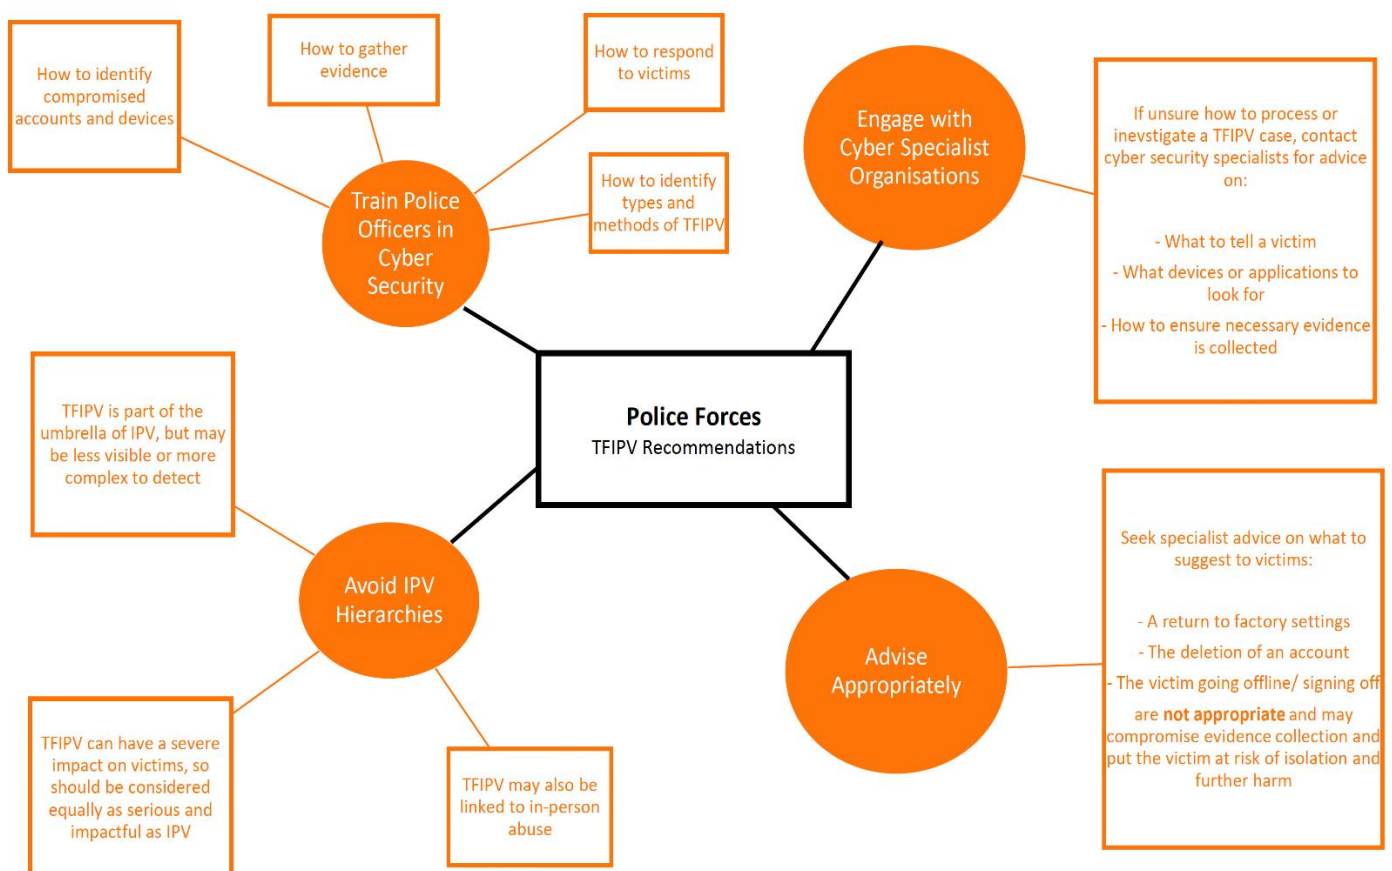 How to identify
compromised
accounts and devices
How to gather
evidence
How to respond
to victims
How to identify
types and
methods of TFIPV
Train Police
Officers in
Cyber
Security
Engage with
Cyber Specialist
Organisations
If unsure how to process or
inevstigate a TFIPV case, contact
cyber security specialists for advice
on:
- What to tell a victim
- What devices or applications to
look for
- How to ensure necessary evidence
is collected
Police Forces
TFIPV Recommendations
TFIPV is part of the
umbrella of IPV, but may
be less visible or more
complex to detect
Avoid IPV
Hierarchies
TFIPV can have a severe
impact on victims, so
should be considered
equally as serious and
impactful as IPV
TFIPV may also be
linked to in-person
abuse
Advise
Appropriately
Seek specialist advice on what to
suggest to victims:
- A return to factory settings
- The deletion of an account
- The victim going offline/ signing off
are not appropriate and may
compromise evidence collection and
put the victim at risk of isolation and
further harm